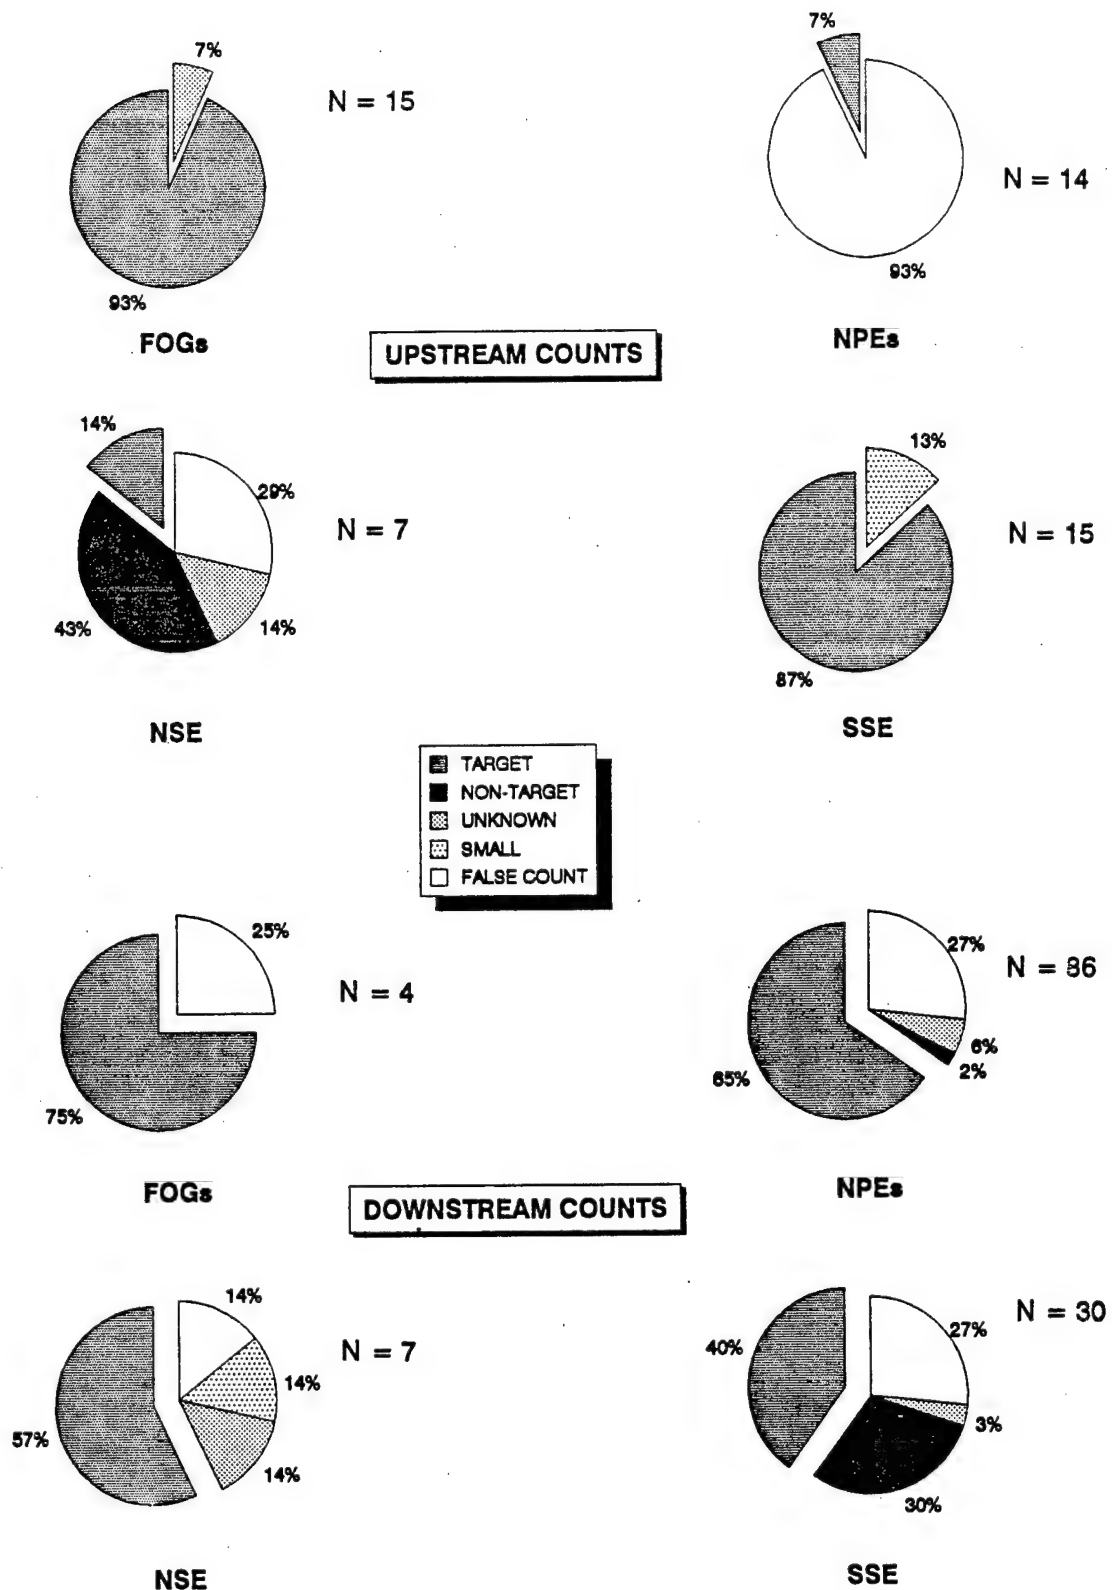 7%
N = 15
93%
FOGs
7%
N = 14
93%
NPEs
UPSTREAM COUNTS
14%
29%
N = 7
43%
14%
NSE
13%
N = 15
87%
SSE
TARGET
NON-TARGET
UNKNOWN
SMALL
FALSE COUNT
25%
N = 4
75%
FOGs
27%
N = 86
6%
2%
65%
NPEs
DOWNSTREAM COUNTS
14%
N = 7
14%
57%
14%
NSE
N = 30
27%
40%
3%
30%
SSE